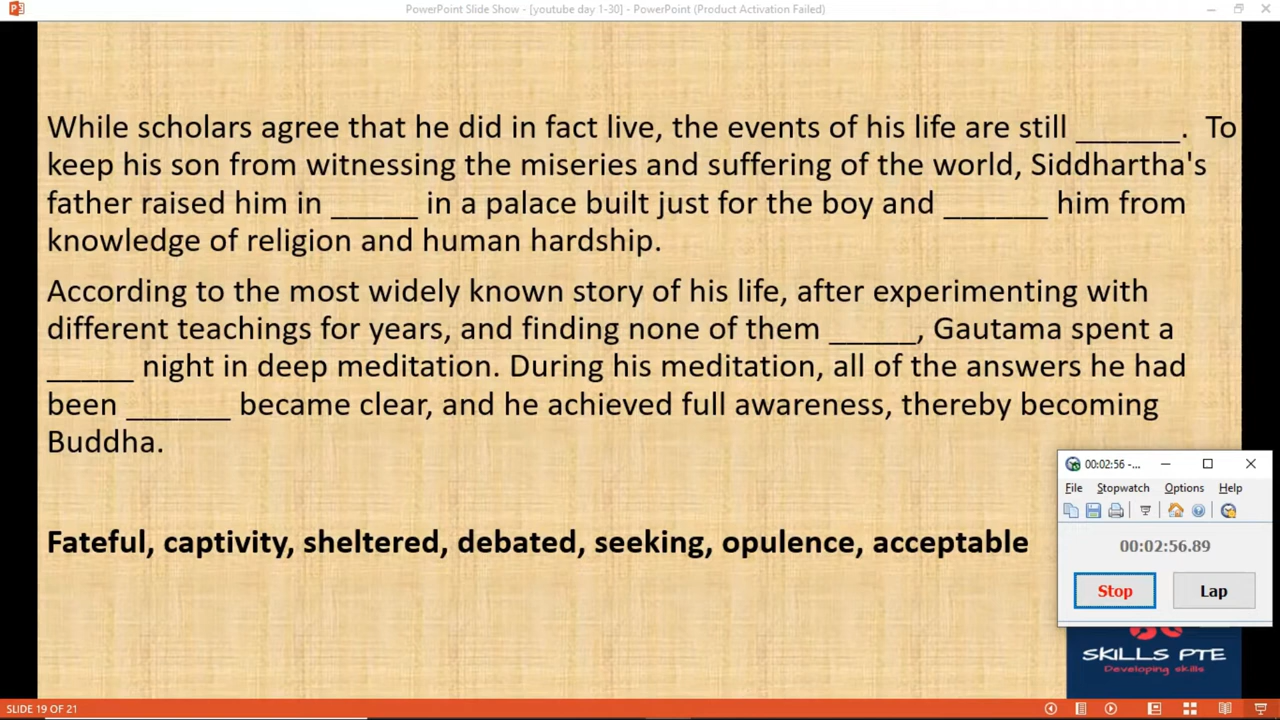 PowerPoint Slide Show - [youtube day 1-30] - PowerPoint (Product Activation Failed)
While scholars agree that he did in fact live, the events of his life are still _______. To
keep his son from witnessing the miseries and suffering of the world, Siddhartha's
father raised him in _____ in a palace built just for the boy and ______ him from
knowledge of religion and human hardship.
According to the most widely known story of his life, after experimenting with
different teachings for years, and finding none of them _____, Gautama spent a
_____ night in deep meditation. During his meditation, all of the answers he had
been ______ became clear, and he achieved full awareness, thereby becoming
Buddha.
Fateful, captivity, sheltered, debated, seeking, opulence, acceptable
00:02:56 -...
File Stopwatch Options Help
00:02:56.89
Stop Lap
SKILLS PTE
Developing skills
SLIDE 19 OF 21